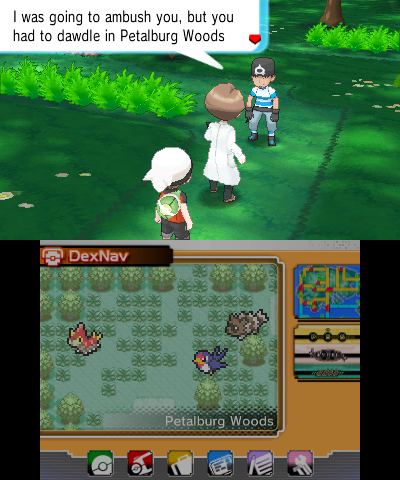 I was going to ambush you, but you
had to dawdle in Petalburg Woods
DexNav
Petalburg Woods